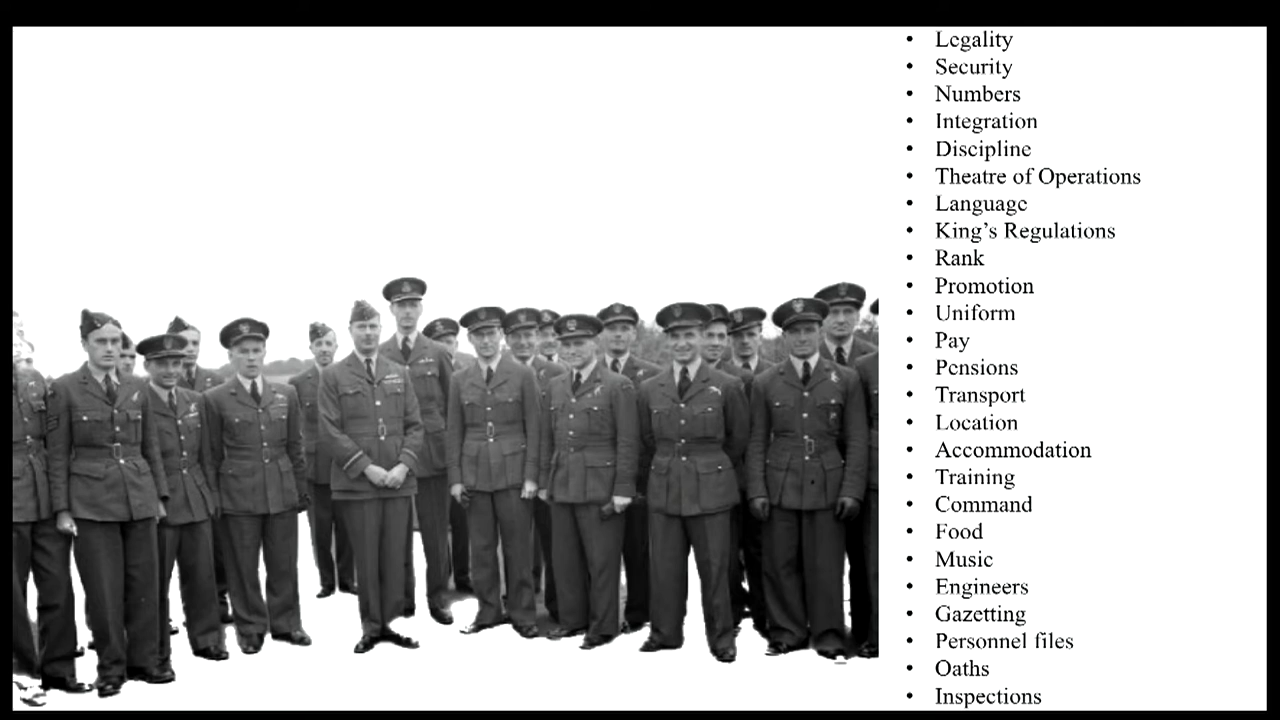 • Legality
• Security
• Numbers
• Integration
• Discipline
• Theatre of Operations
• Language
• King's Regulations
• Rank
• Promotion
• Uniform
• Pay
• Pensions
• Transport
• Location
• Accommodation
• Training
• Command
• Food
• Music
• Engineers
• Gazetting
• Personnel files
• Oaths
• Inspections